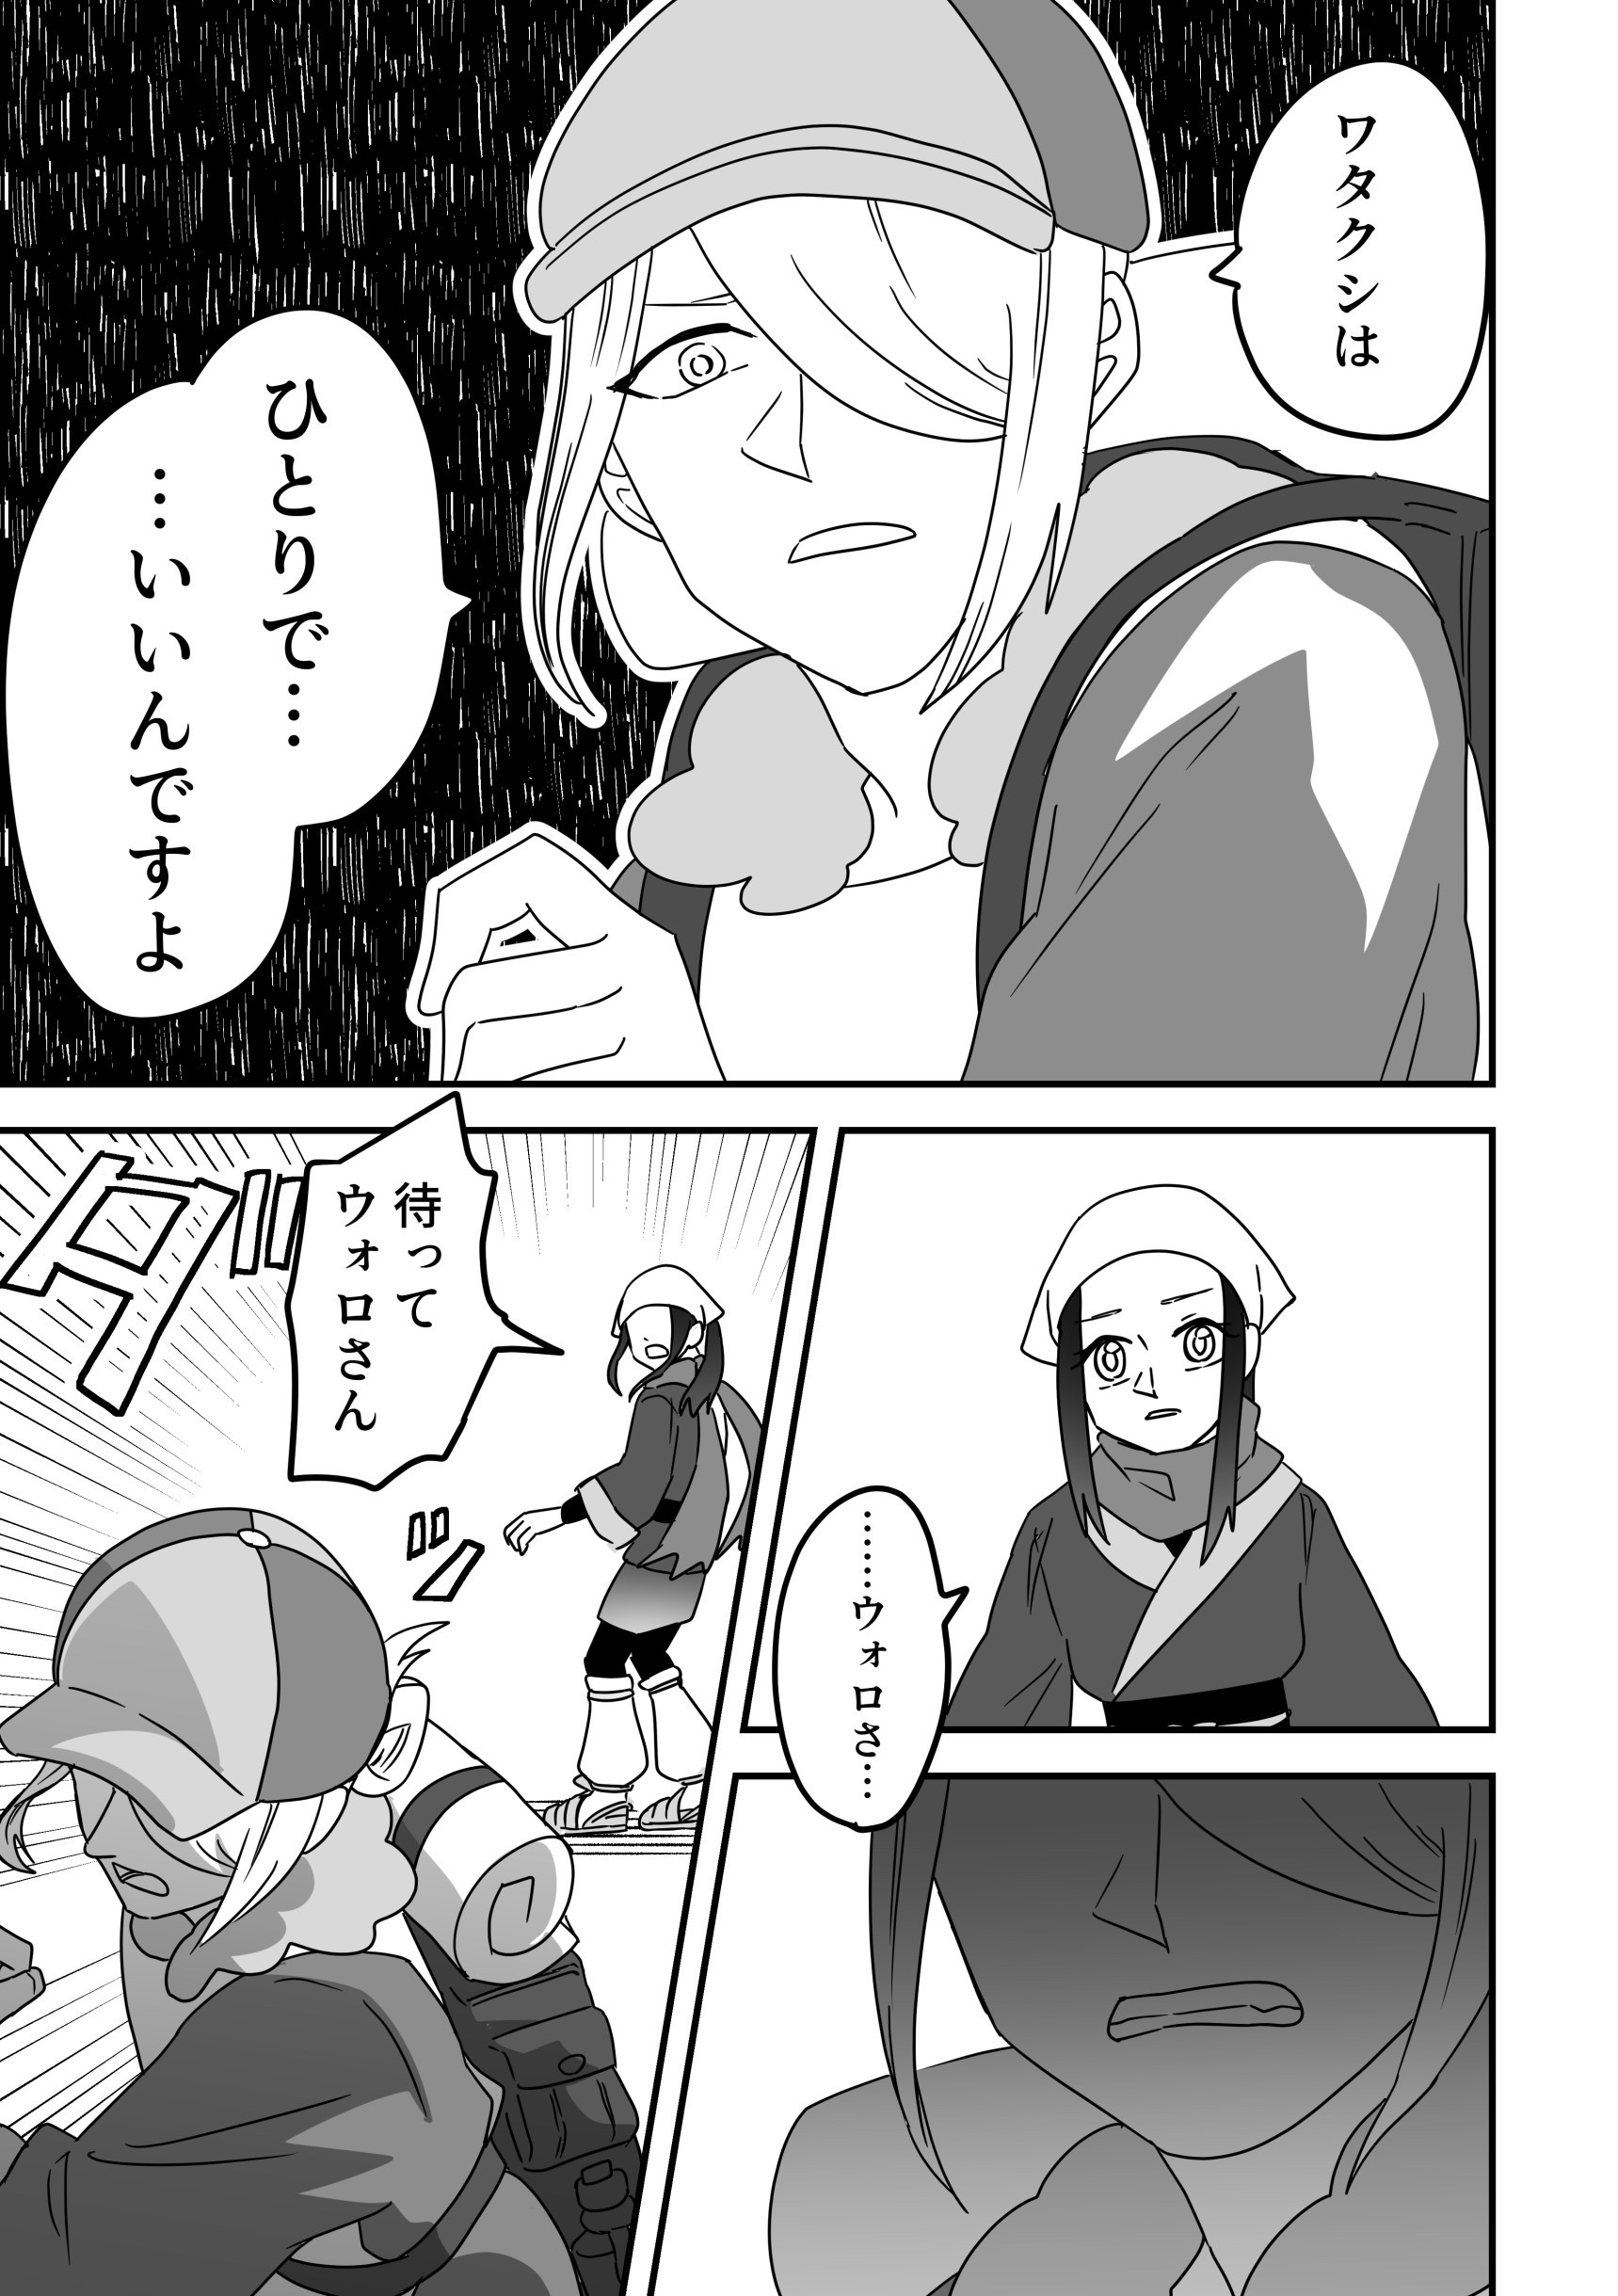 ワタクシは
ひとりで……
…いいんですよ
………ウォロさ……
待って
ウォロさん
ダッ